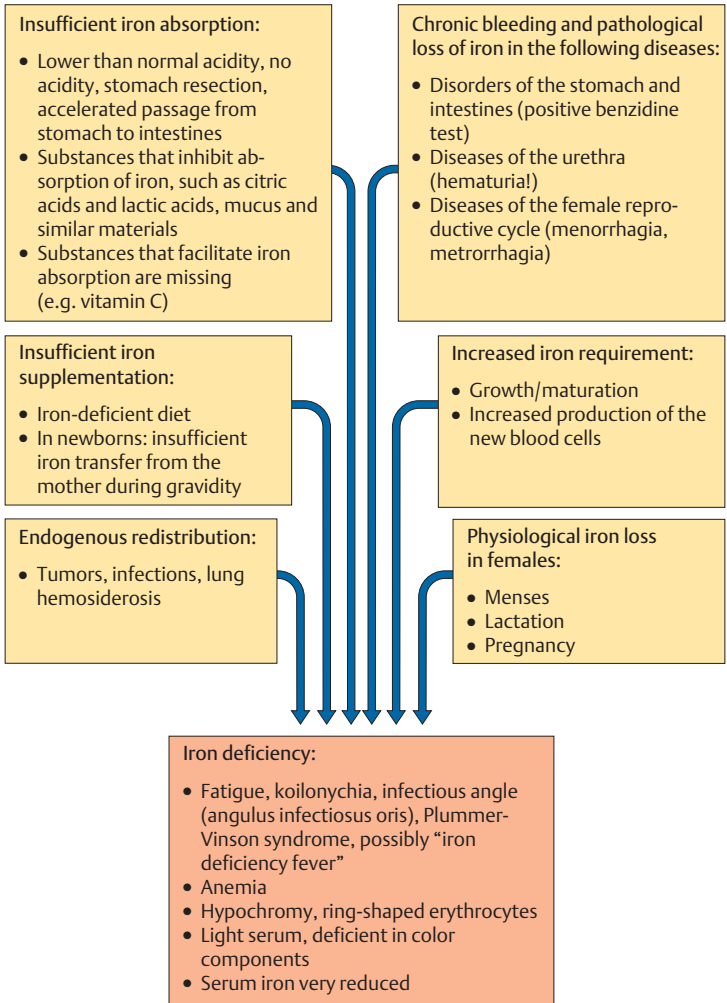 Insufficient iron absorption:
• Lower than normal acidity, no
acidity, stomach resection,
accelerated passage from
stomach to intestines
• Substances that inhibit ab-
sorption of iron, such as citric
acids and lactic acids, mucus and
similar materials
• Substances that facilitate iron
absorption are missing
(e.g. vitamin C)
Chronic bleeding and pathological
loss of iron in the following diseases:
• Disorders of the stomach and
intestines (positive benzidine
test)
• Diseases of the urethra
(hematuria!)
• Diseases of the female repro-
ductive cycle (menorrhagia,
metrorrhagia)
Insufficient iron
supplementation:
• Iron-deficient diet
• In newborns: insufficient
iron transfer from the
mother during gravidity
Increased iron requirement:
• Growth/maturation
• Increased production of the
new blood cells
Endogenous redistribution:
• Tumors, infections, lung
hemosiderosis
Physiological iron loss
in females:
• Menses
• Lactation
• Pregnancy
Iron deficiency:
• Fatigue, koilonychia, infectious angle
(angulus infectiosus oris), Plummer-
Vinson syndrome, possibly “iron
deficiency fever”
• Anemia
• Hypochromy, ring-shaped erythrocytes
• Light serum, deficient in color
components
• Serum iron very reduced